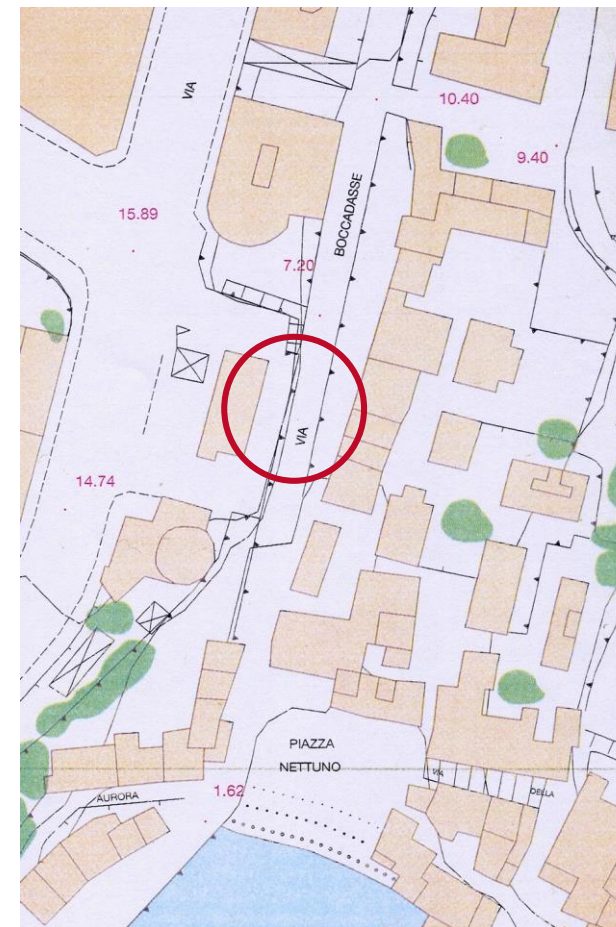 VIA
10.40
9.40
15.89
BOCCADASSE
7.20
VIA
14.74
PIAZZA
NETTUNO
VIA
DELLA
AURORA
1.62